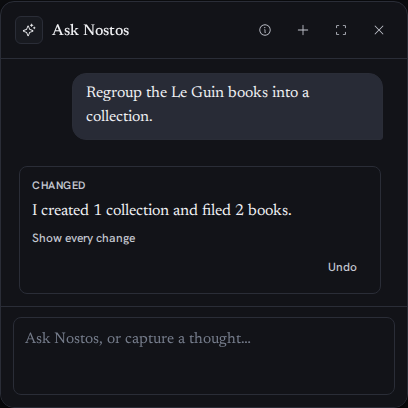 Ask Nostos
Regroup the Le Guin books into a
collection.
CHANGED
I created 1 collection and filed 2 books.
Show every change
Undo
Ask Nostos, or capture a thought...